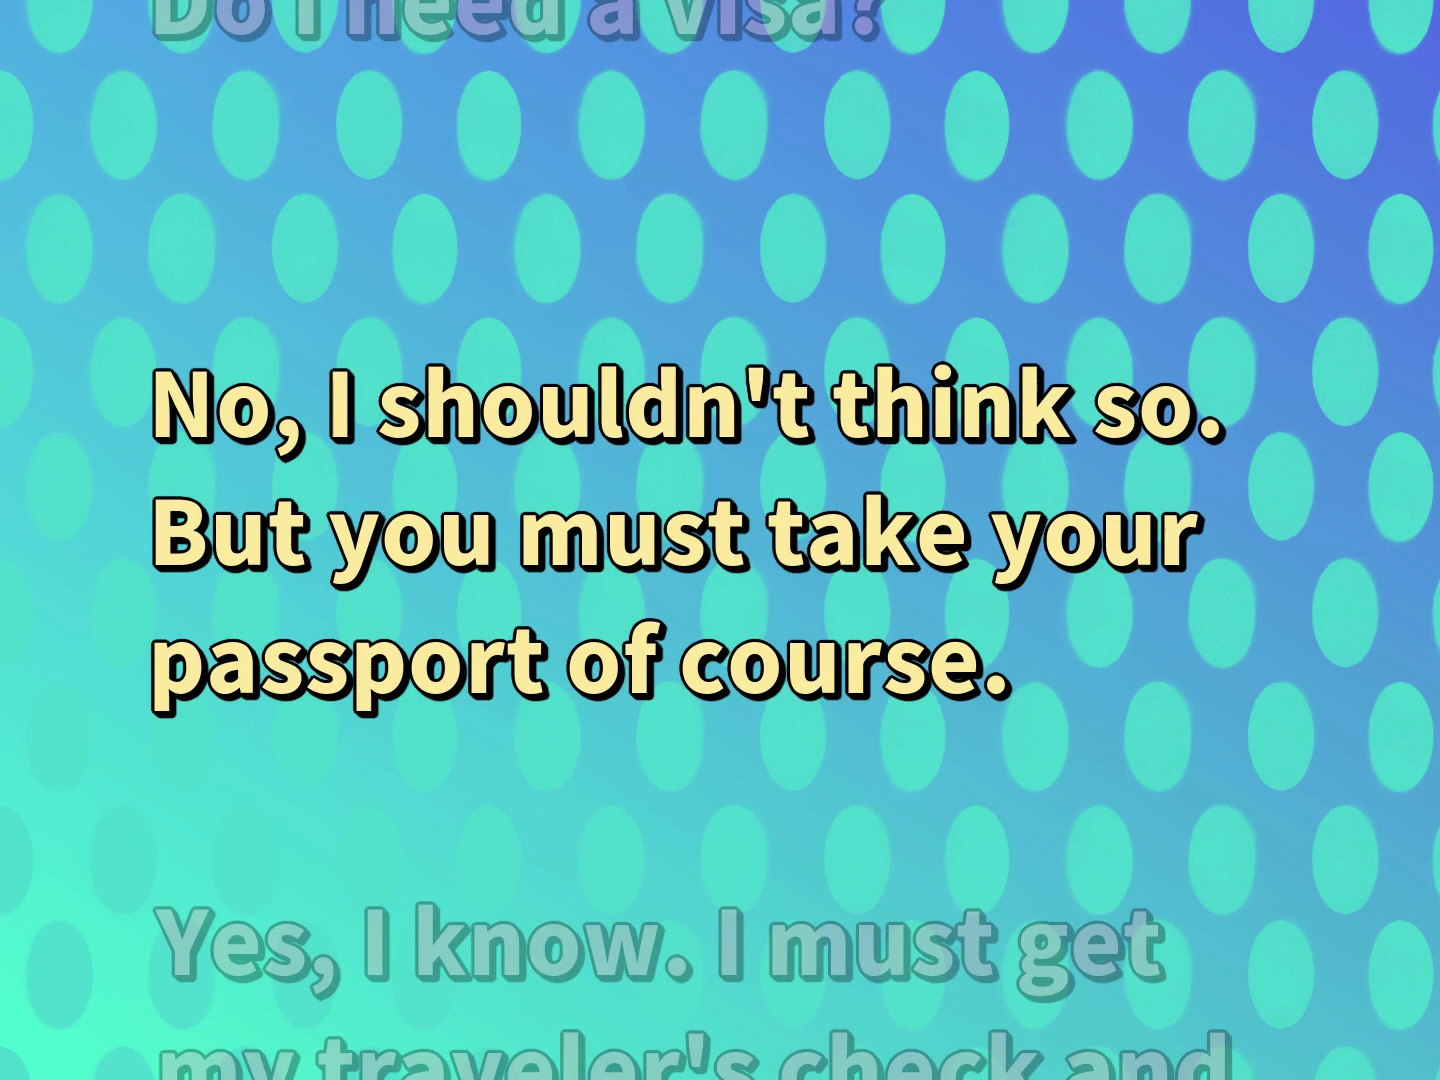 Do I need a visa?
No, I shouldn't think so.
But you must take your
passport of course.
Yes, I know. I must get
my traveler's check and